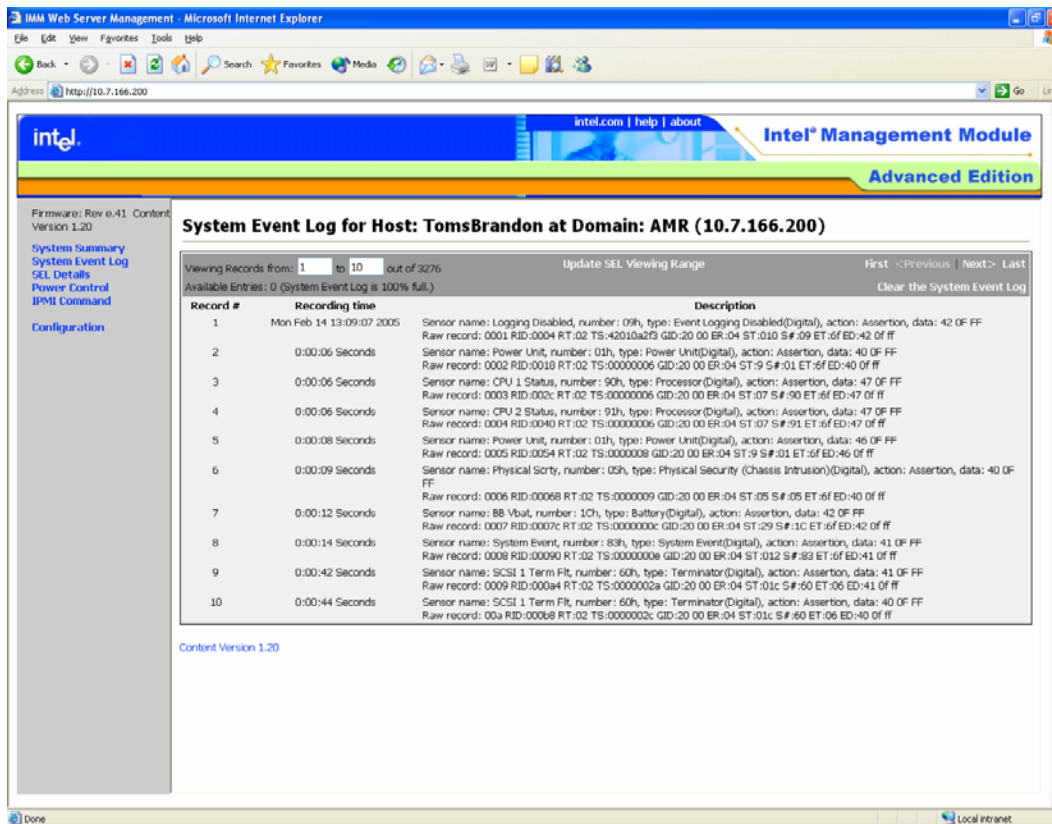 IMM Web Server Management - Microsoft Internet Explorer
File Edit View Favorites Tools Help
Back Search Favorites Media
Address http://10.7.166.200 Go
intel.com | help | about
intel.
Intel® Management Module
Advanced Edition
Firmware: Rev e.41 Content
Version 1.20
System Summary
System Event Log
SEL Details
Power Control
IPMI Command
Configuration
System Event Log for Host: TomsBrandon at Domain: AMR (10.7.166.200)
Viewing Records from: 1 to 10 out of 3276 Update SEL Viewing Range First <Previous | Next> Last
Available Entries: 0 (System Event Log is 100% full.) Clear the System Event Log
Record # Recording time Description
1 Mon Feb 14 13:09:07 2005 Sensor name: Logging Disabled, number: 09h, type: Event Logging Disabled(Digital), action: Assertion, data: 42 0F FF
Raw record: 0001 RID:0004 RT:02 TS:42010a2f3 GID:20 00 ER:04 ST:010 S#:09 ET:6f ED:42 0f ff
2 0:00:06 Seconds Sensor name: Power Unit, number: 01h, type: Power Unit(Digital), action: Assertion, data: 40 0F FF
Raw record: 0002 RID:0018 RT:02 TS:00000006 GID:20 00 ER:04 ST:9 S#:01 ET:6f ED:40 0f ff
3 0:00:06 Seconds Sensor name: CPU 1 Status, number: 90h, type: Processor(Digital), action: Assertion, data: 47 0F FF
Raw record: 0003 RID:002c RT:02 TS:00000006 GID:20 00 ER:04 ST:07 S#:90 ET:6f ED:47 0f ff
4 0:00:06 Seconds Sensor name: CPU 2 Status, number: 91h, type: Processor(Digital), action: Assertion, data: 47 0F FF
Raw record: 0004 RID:0040 RT:02 TS:00000006 GID:20 00 ER:04 ST:07 S#:91 ET:6f ED:47 0f ff
5 0:00:08 Seconds Sensor name: Power Unit, number: 01h, type: Power Unit(Digital), action: Assertion, data: 46 0F FF
Raw record: 0005 RID:0054 RT:02 TS:0000008 GID:20 00 ER:04 ST:9 S#:01 ET:6f ED:46 0f ff
6 0:00:09 Seconds Sensor name: Physical Scrty, number: 05h, type: Physical Security (Chassis Intrusion)(Digital), action: Assertion, data: 40 0F
FF
Raw record: 0006 RID:00068 RT:02 TS:0000009 GID:20 00 ER:04 ST:05 S#:05 ET:6f ED:40 0f ff
7 0:00:12 Seconds Sensor name: BB Vbat, number: 1Ch, type: Battery(Digital), action: Assertion, data: 42 0F FF
Raw record: 0007 RID:0007c RT:02 TS:0000000c GID:20 00 ER:04 ST:29 S#:1C ET:6f ED:42 0f ff
8 0:00:14 Seconds Sensor name: System Event, number: 83h, type: System Event(Digital), action: Assertion, data: 41 0F FF
Raw record: 0008 RID:00090 RT:02 TS:0000000e GID:20 00 ER:04 ST:012 S#:83 ET:6f ED:41 0f ff
9 0:00:42 Seconds Sensor name: SCSI 1 Term Flt, number: 60h, type: Terminator(Digital), action: Assertion, data: 41 0F FF
Raw record: 0009 RID:000a4 RT:02 TS:0000002a GID:20 00 ER:04 ST:01c S#:60 ET:06 ED:41 0f ff
10 0:00:44 Seconds Sensor name: SCSI 1 Term Flt, number: 60h, type: Terminator(Digital), action: Assertion, data: 40 0F FF
Raw record: 00a RID:000b8 RT:02 TS:0000002c GID:20 00 ER:04 ST:01c S#:60 ET:06 ED:40 0f ff
Content Version 1.20
Done Local intranet